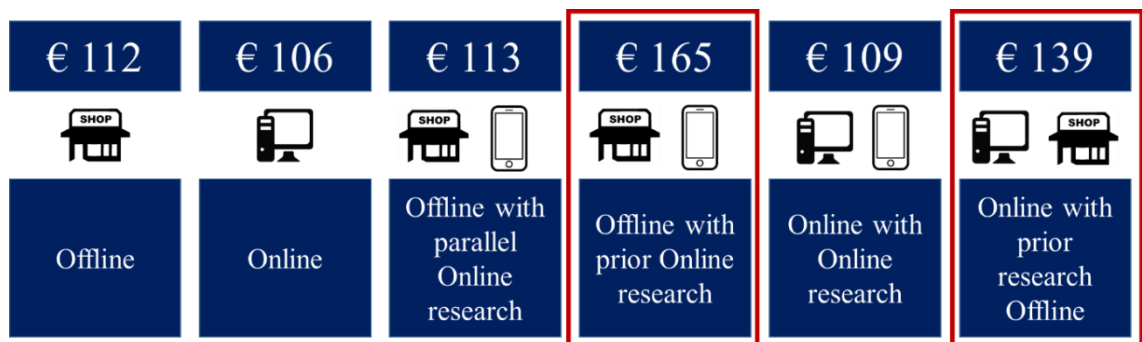 € 112
€ 106
€ 113
€ 165
€ 109
€ 139
SHOP
SHOP
SHOP
SHOP
Offline
Online
Offline with
parallel
Online
research
Offline with
prior Online
research
Online with
Online
research
Online with
prior
research
Offline